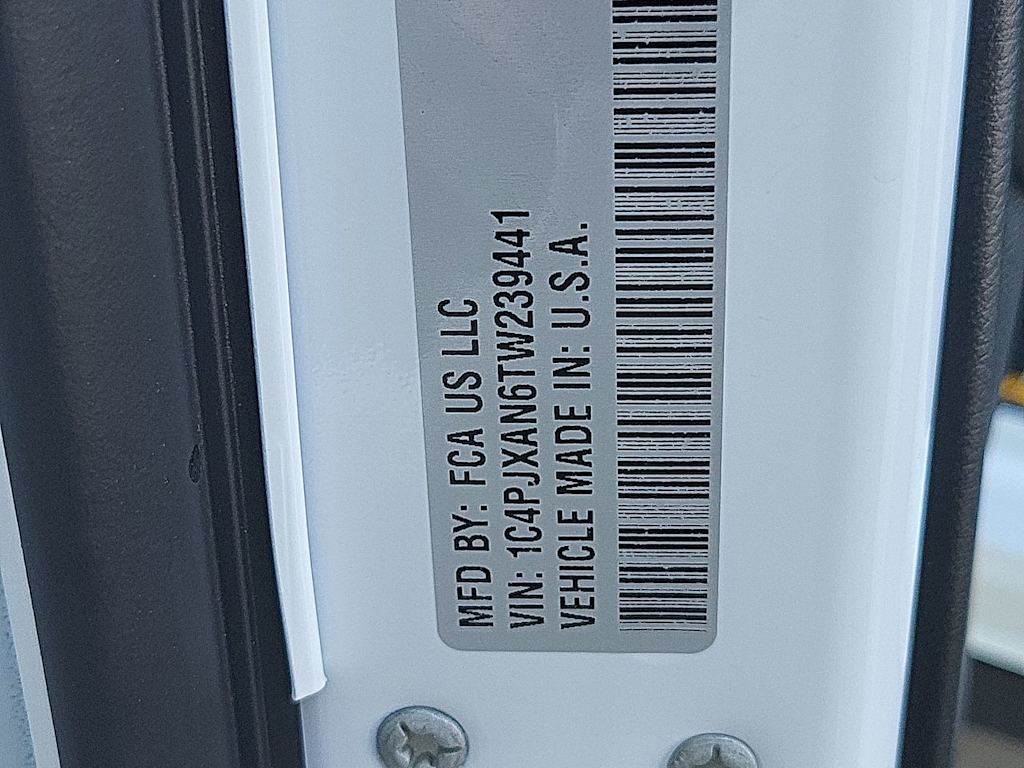 MFD BY: FCA US LLC
VIN: 1C4PJXAN6TW239441
VEHICLE MADE IN: U.S.A.